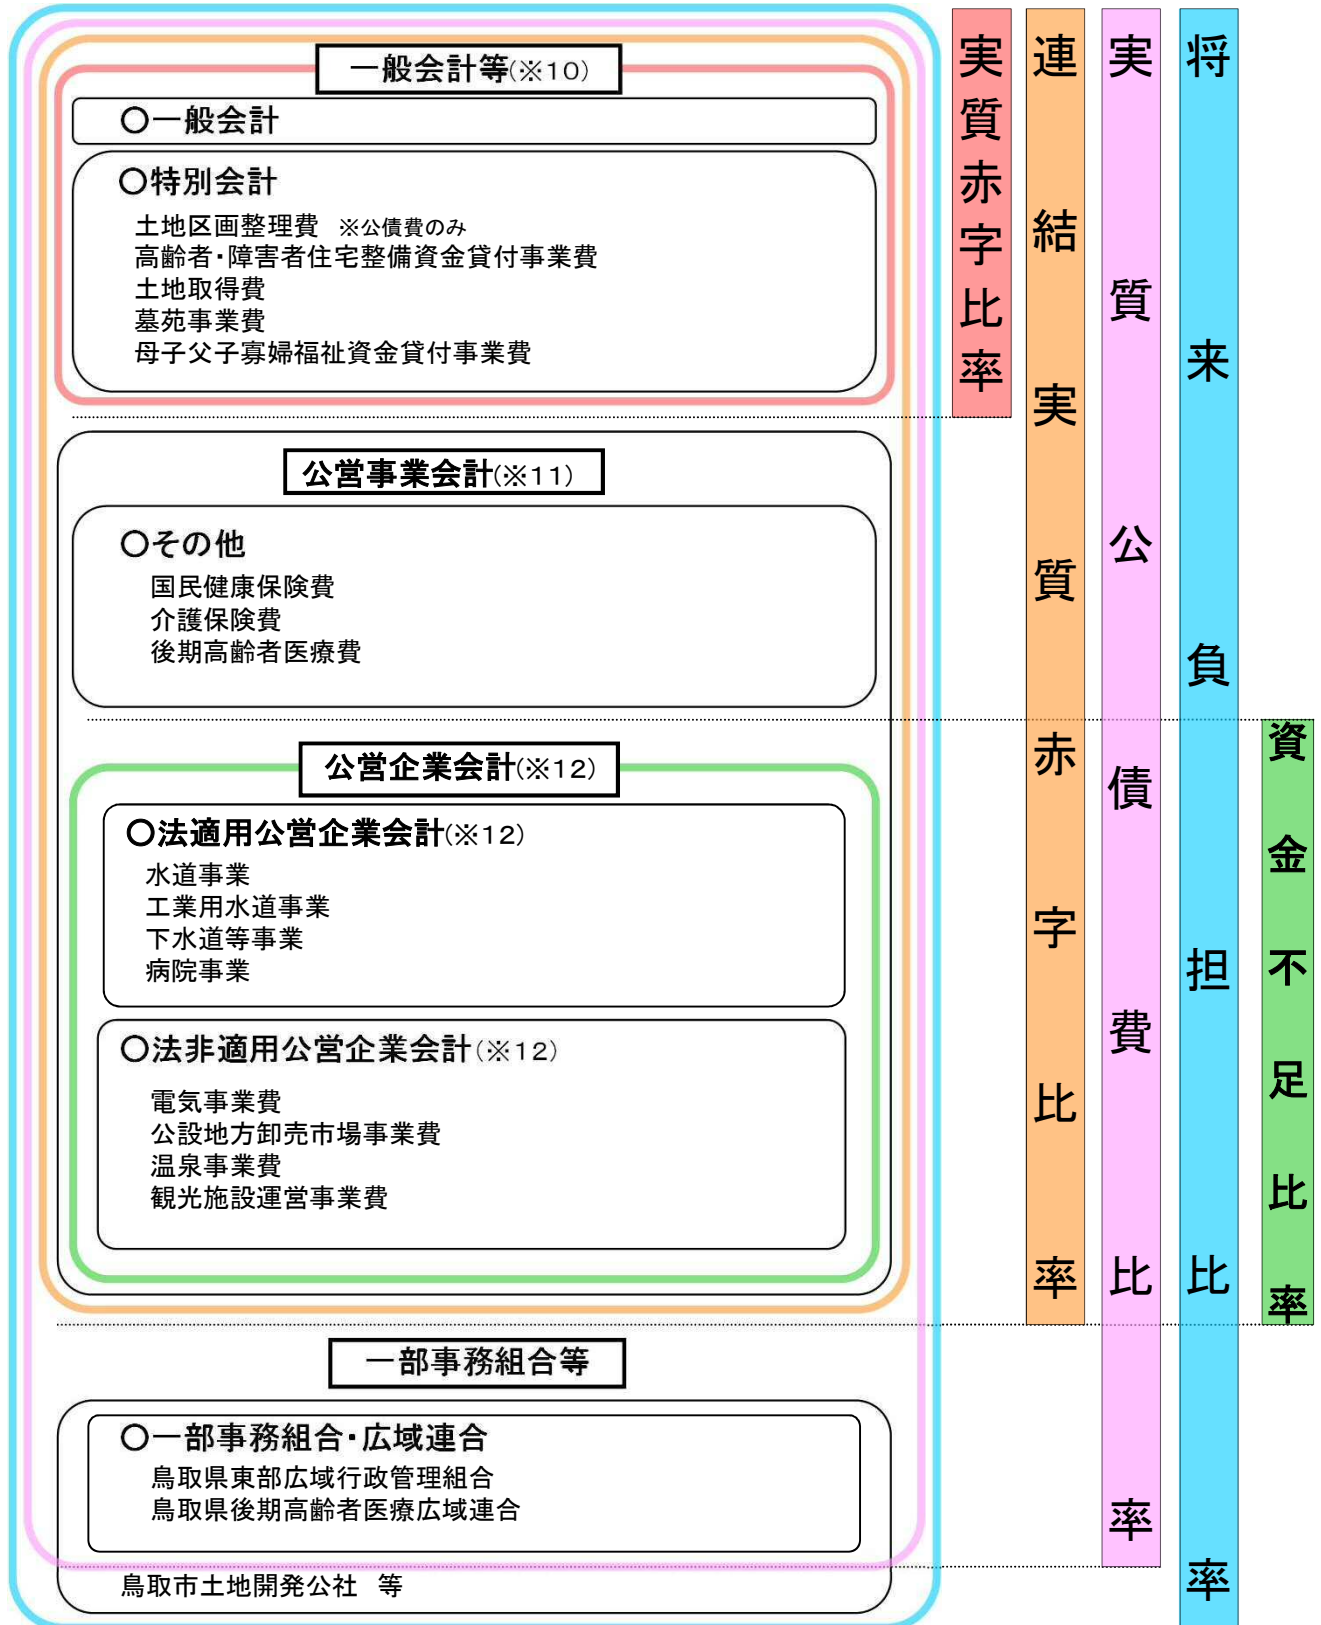 一般会計等(※10)
○一般会計
○特別会計
土地区画整理費 ※公債費のみ
高齢者・障害者住宅整備資金貸付事業費
土地取得費
墓苑事業費
母子父子寡婦福祉資金貸付事業費
公営事業会計(※11)
○その他
国民健康保険費
介護保険費
後期高齢者医療費
公営企業会計(※12)
○法適用公営企業会計(※12)
水道事業
工業用水道事業
下水道等事業
病院事業
○法非適用公営企業会計(※12)
電気事業費
公設地方卸売市場事業費
温泉事業費
観光施設運営事業費
一部事務組合等
○一部事務組合・広域連合
鳥取県東部広域行政管理組合
鳥取県後期高齢者医療広域連合
鳥取市土地開発公社 等
実質赤字比率
連結実質赤字比率
実質公債費比率
将来負担比率
資金不足比率